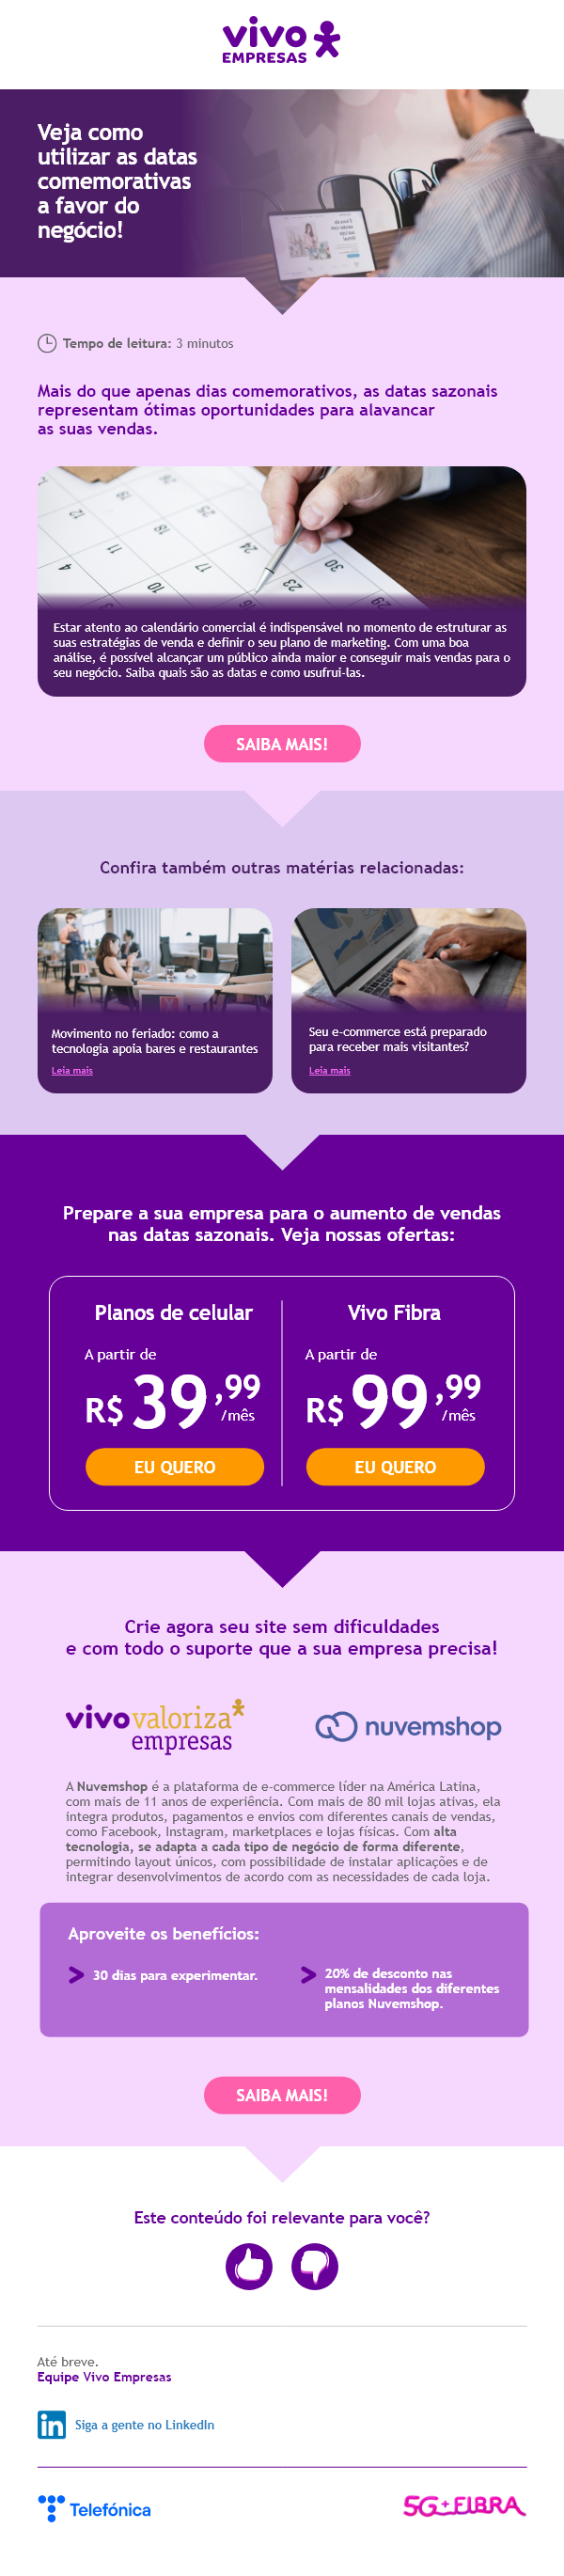 vivo
EMPRESAS
Veja como
utilizar as datas
comemorativas
a favor do
negócio!
Tempo de leitura: 3 minutos
Mais do que apenas dias comemorativos, as datas sazonais
representam ótimas oportunidades para alavancar
as suas vendas.
23
29
30
Estar atento ao calendário comercial é indispensável no momento de estruturar as
suas estratégias de venda e definir o seu plano de marketing. Com uma boa
análise, é possível alcançar um público ainda maior e conseguir mais vendas para o
seu negócio. Saiba quais são as datas e como usufruí-las.
SAIBA MAIS!
Confira também outras matérias relacionadas:
Movimento no feriado: como a
tecnologia apoia bares e restaurantes
Leia mais
Seu e-commerce está preparado
para receber mais visitantes?
Leia mais
Prepare a sua empresa para o aumento de vendas
nas datas sazonais. Veja nossas ofertas:
Planos de celular
A partir de
R$ 39,99
/mês
EU QUERO
Vivo Fibra
A partir de
R$ 99,99
/mês
EU QUERO
Crie agora seu site sem dificuldades
e com todo o suporte que a sua empresa precisa!
vivovaloriza
empresas
nuvemshop
A Nuvemshop é a plataforma de e-commerce líder na América Latina,
com mais de 11 anos de experiência. Com mais de 80 mil lojas ativas, ela
integra produtos, pagamentos e envios com diferentes canais de vendas,
como Facebook, Instagram, marketplaces e lojas físicas. Com alta
tecnologia, se adapta a cada tipo de negócio de forma diferente,
permitindo layout únicos, com possibilidade de instalar aplicações e de
integrar desenvolvimentos de acordo com as necessidades de cada loja.
Aproveite os benefícios:
30 dias para experimentar.
20% de desconto nas
mensalidades dos diferentes
planos Nuvemshop.
SAIBA MAIS!
Este conteúdo foi relevante para você?
Até breve.
Equipe Vivo Empresas
in
Siga a gente no LinkedIn
Telefónica
5G+FIBRA